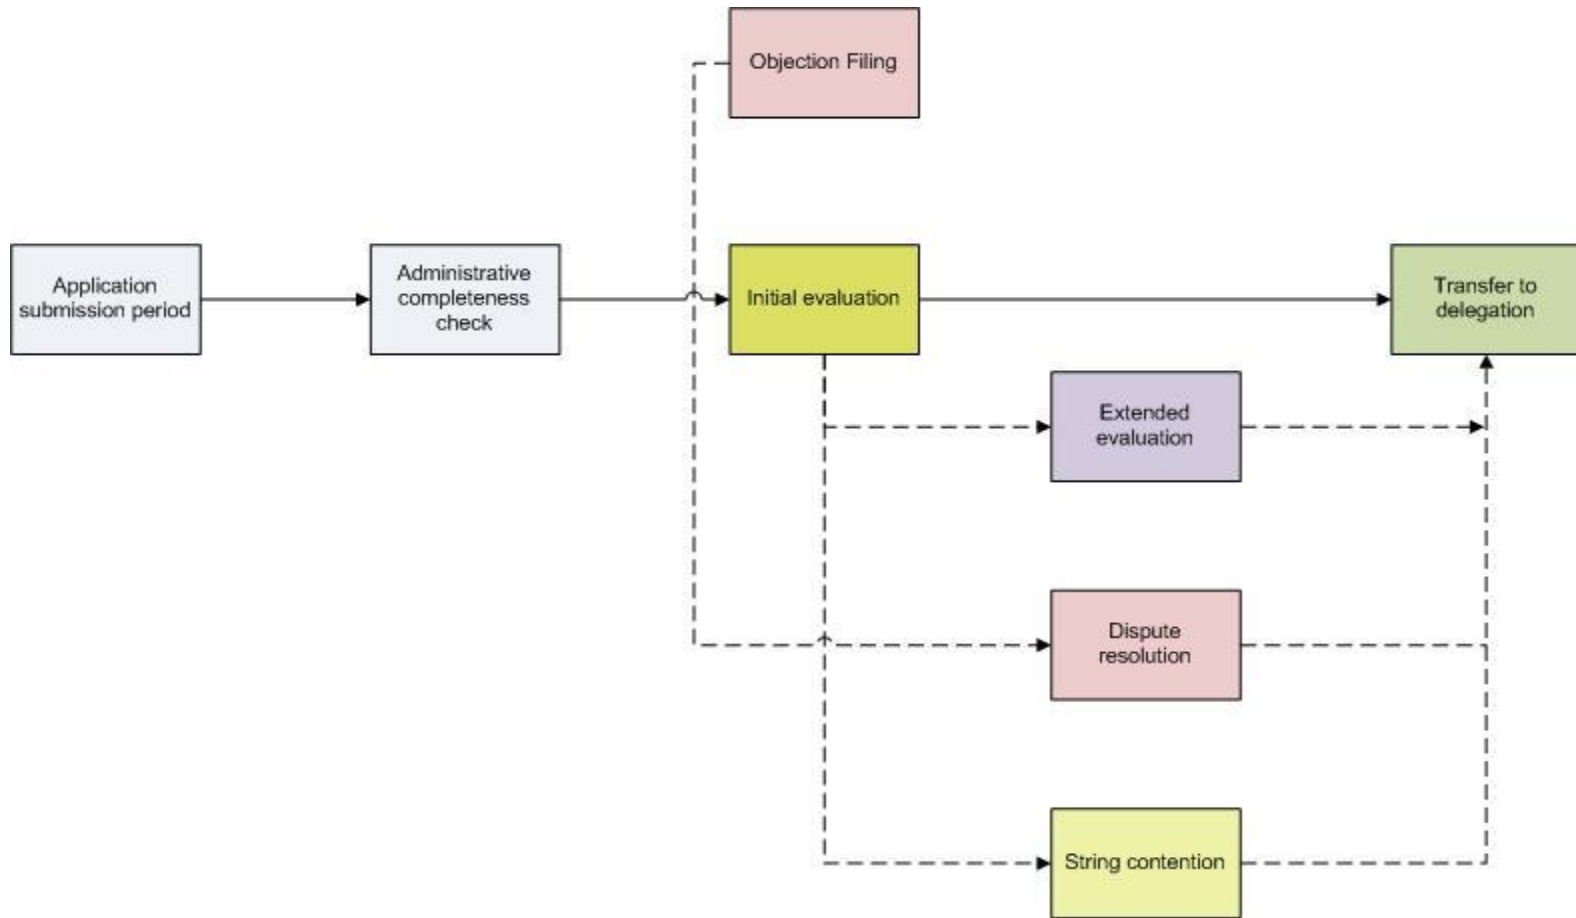 Objection Filing
Application
submission period
Administrative
completeness
check
Initial evaluation
Transfer to
delegation
Extended
evaluation
Dispute
resolution
String contention